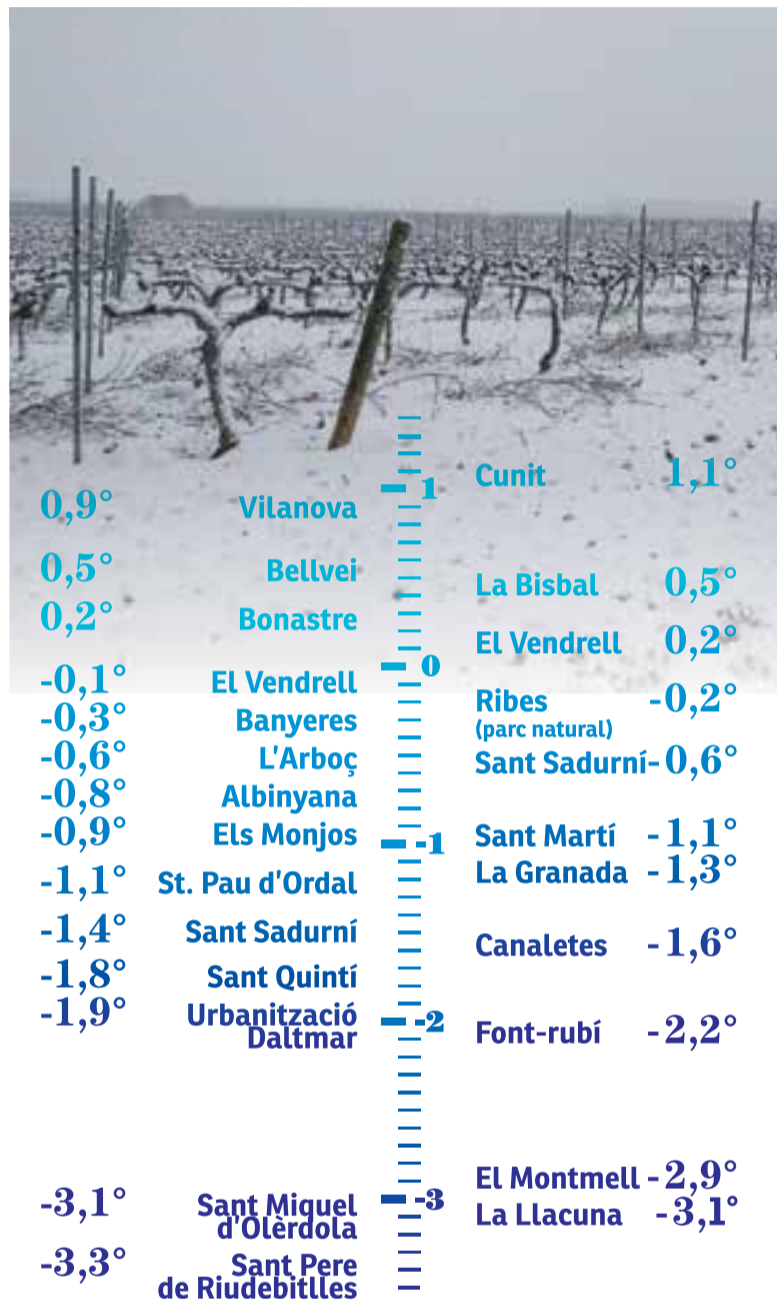 Cunit 1,1°
1
0,9° Vilanova
0,5° Bellvei
La Bisbal 0,5°
0,2° Bonastre
El Vendrell 0,2°
0
-0,1° El Vendrell
Ribes -0,2°
(parc natural)
-0,3° Banyeres
-0,6° L'Arboç
Sant Sadurní -0,6°
-0,8° Albinyana
-0,9° Els Monjos
Sant Martí -1,1°
-1
La Granada -1,3°
-1,1° St. Pau d'Ordal
-1,4° Sant Sadurní
Canaletes -1,6°
-1,8° Sant Quintí
-1,9° Urbanització
Daltmar
-2
Font-rubí -2,2°
El Montmell -2,9°
-3
-3,1° Sant Miquel
d'Olèrdola
La Llacuna -3,1°
-3,3° Sant Pere
de Riudebitlles